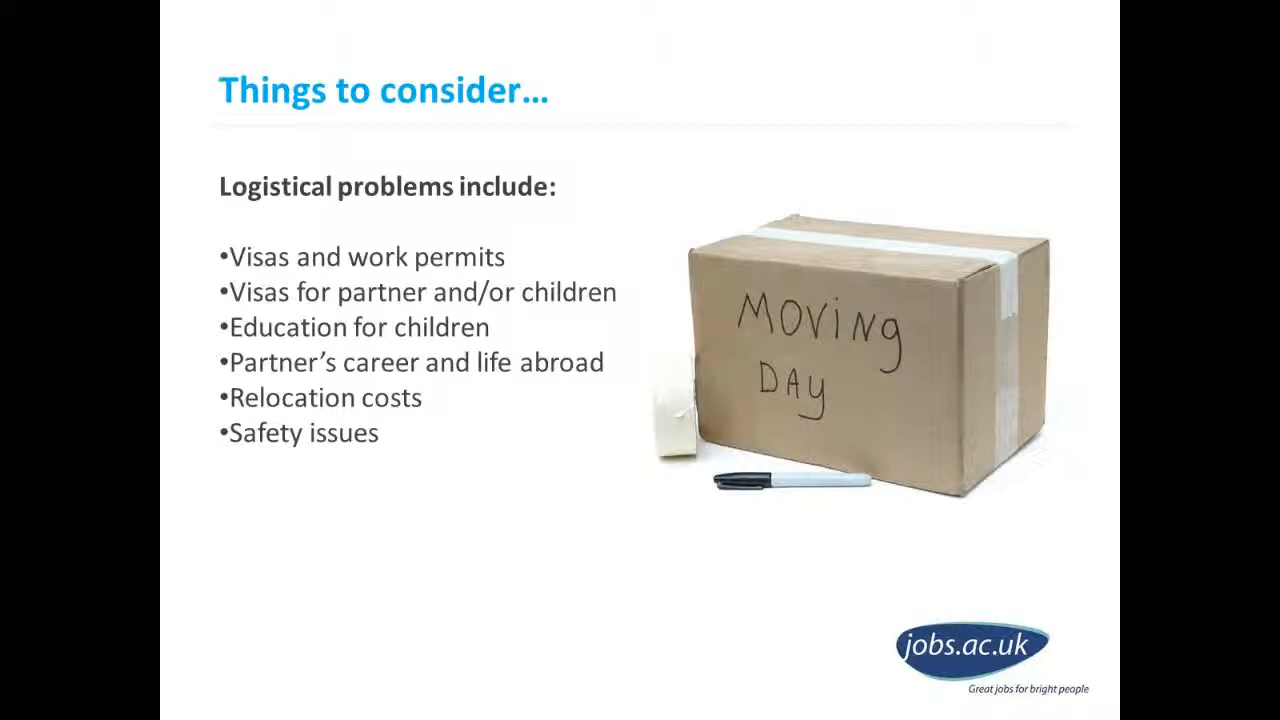 Things to consider…
Logistical problems include:
•Visas and work permits
•Visas for partner and/or children
•Education for children
•Partner’s career and life abroad
•Relocation costs
•Safety issues
MOViNg
DAy
jobs.ac.uk
Great jobs for bright people